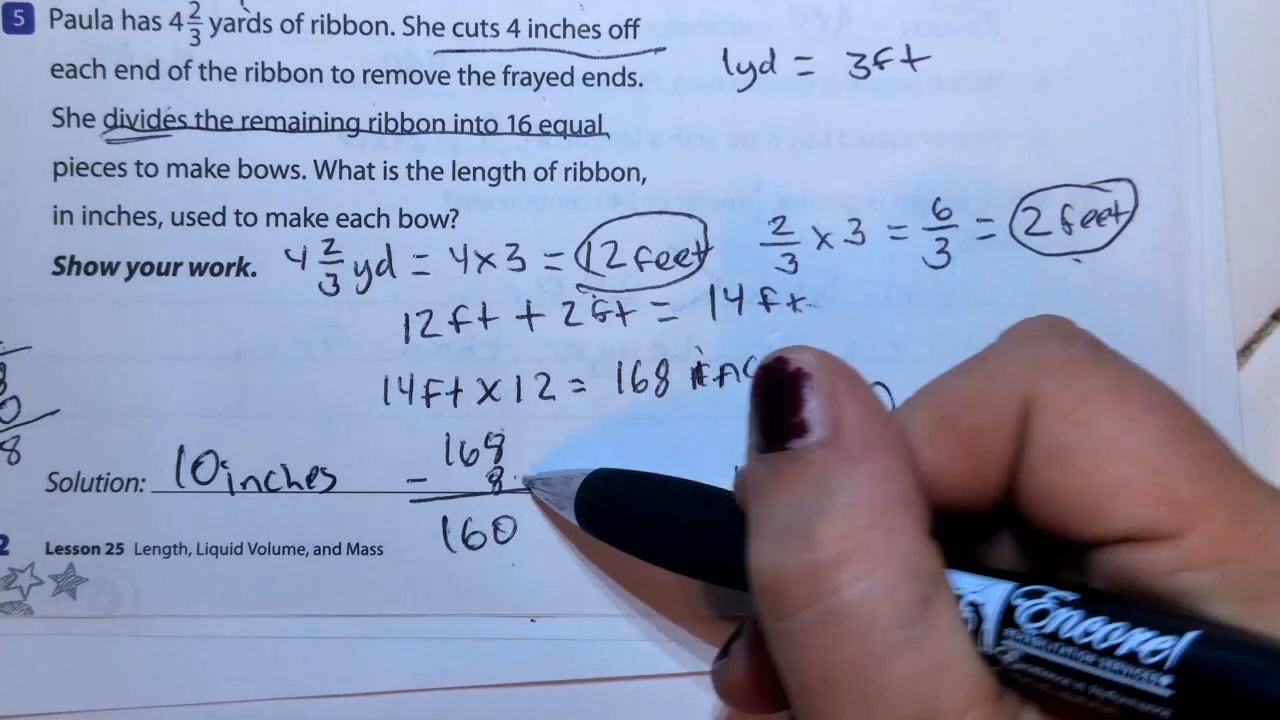 5 Paula has 4 2/3 yards of ribbon. She cuts 4 inches off
each end of the ribbon to remove the frayed ends.
She divides the remaining ribbon into 16 equal
pieces to make bows. What is the length of ribbon,
in inches, used to make each bow?
Show your work.
1yd = 3ft
4 2/3 yd = 4 x 3 = 12 feet
2/3 x 3 = 6/3 = 2 feet
12ft + 2ft = 14ft
14ft x 12 = 168
168
- 8
160
8
Solution: 10 inches
2 Lesson 25 Length, Liquid Volume, and Mass
Encore!